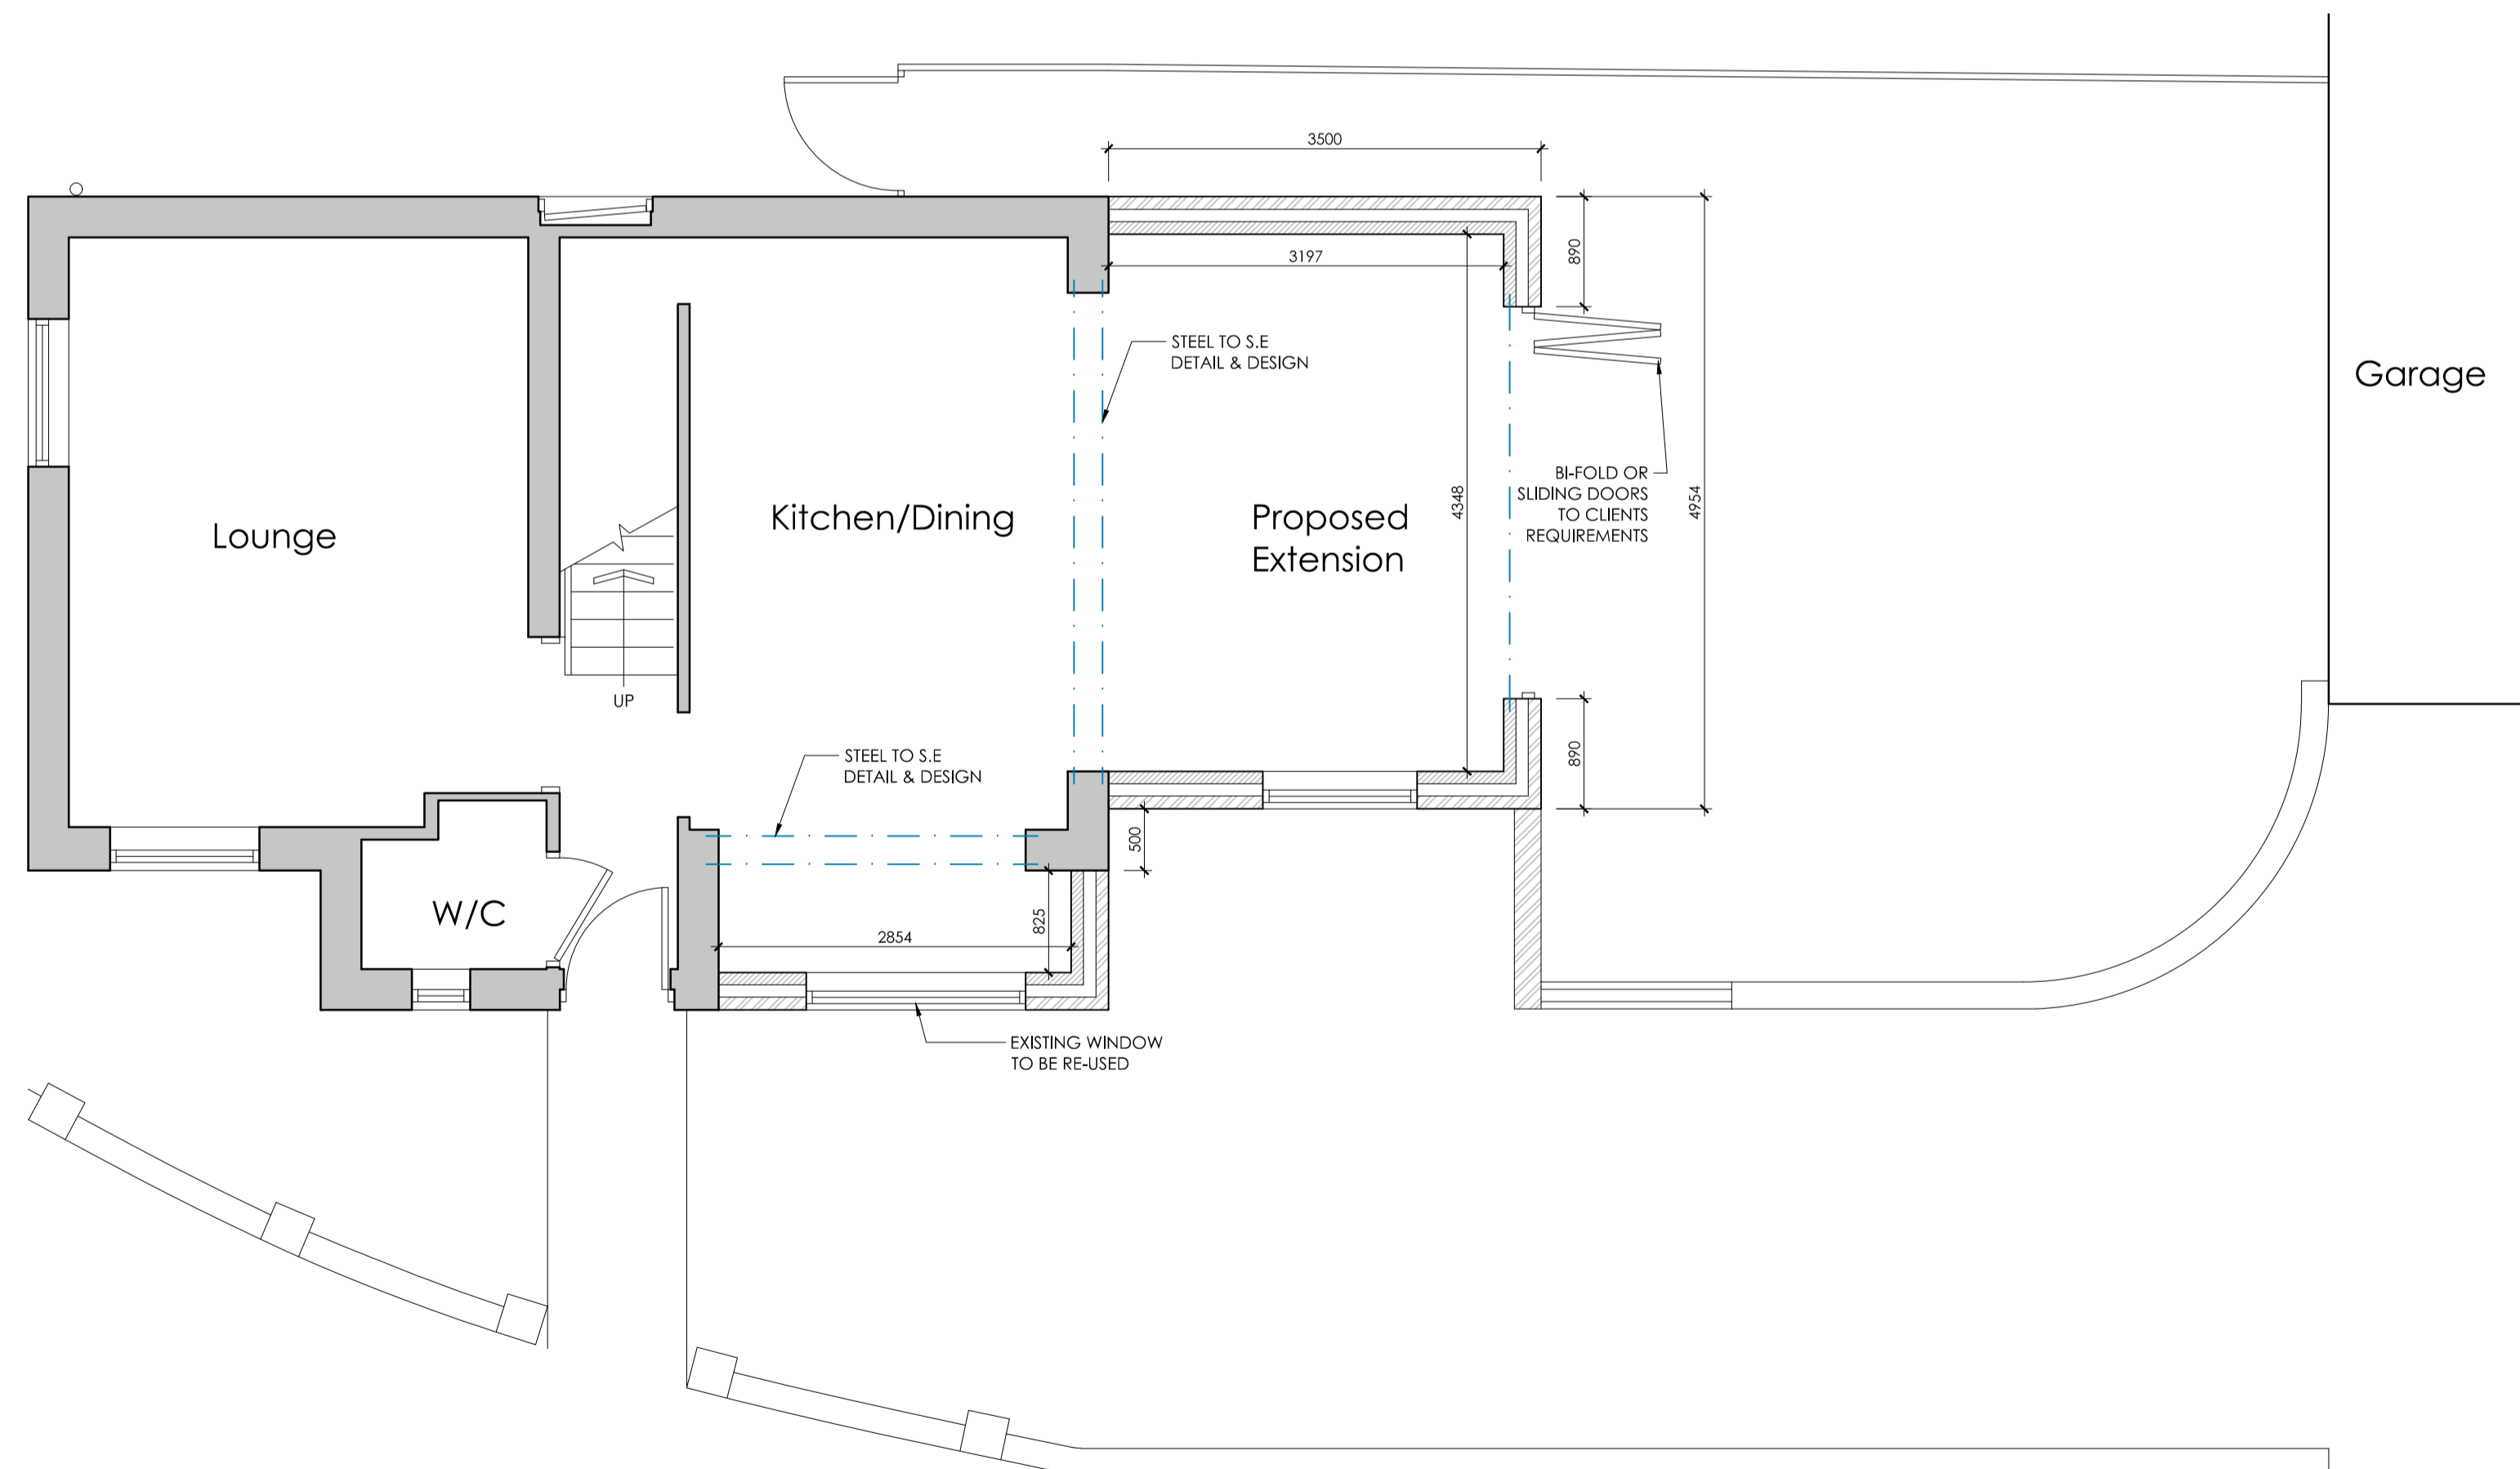 3500
890
3197
STEEL TO S.E
DETAIL & DESIGN
Garage
BI-FOLD OR
SLIDING DOORS
TO CLIENTS
REQUIREMENTS
4348
4954
Lounge
Kitchen/Dining
Proposed
Extension
UP
STEEL TO S.E
DETAIL & DESIGN
890
500
W/C
825
2854
EXISTING WINDOW
TO BE RE-USED